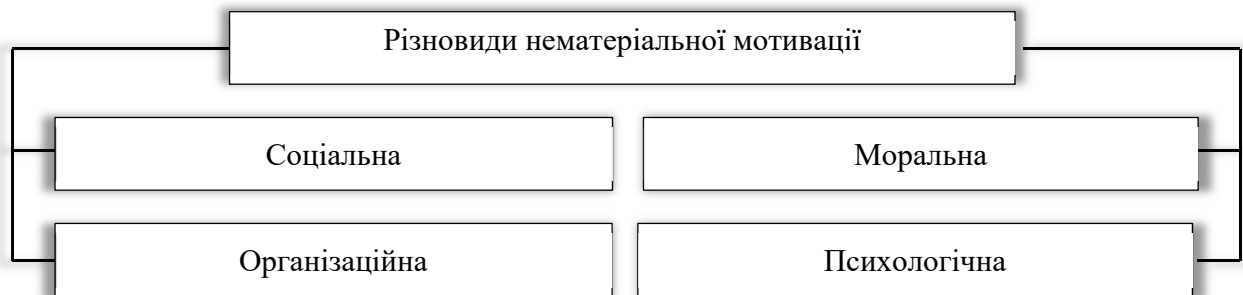 Різновиди нематеріальної мотивації
Соціальна
Моральна
Організаційна
Психологічна